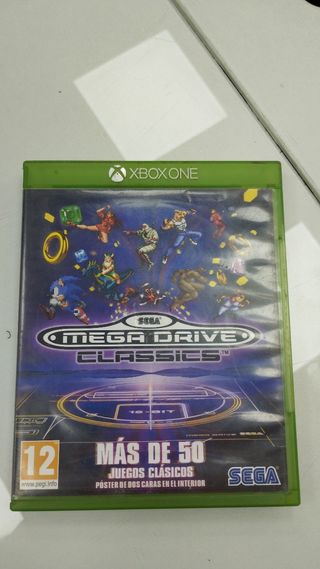 XBOX ONE
SEGA
MEGA DRIVE
CLASSICS™
16-BIT
MÁS DE 50
JUEGOS CLÁSICOS
PÓSTER DE DOS CARAS EN EL INTERIOR
12
www.pegi.info
SEGA